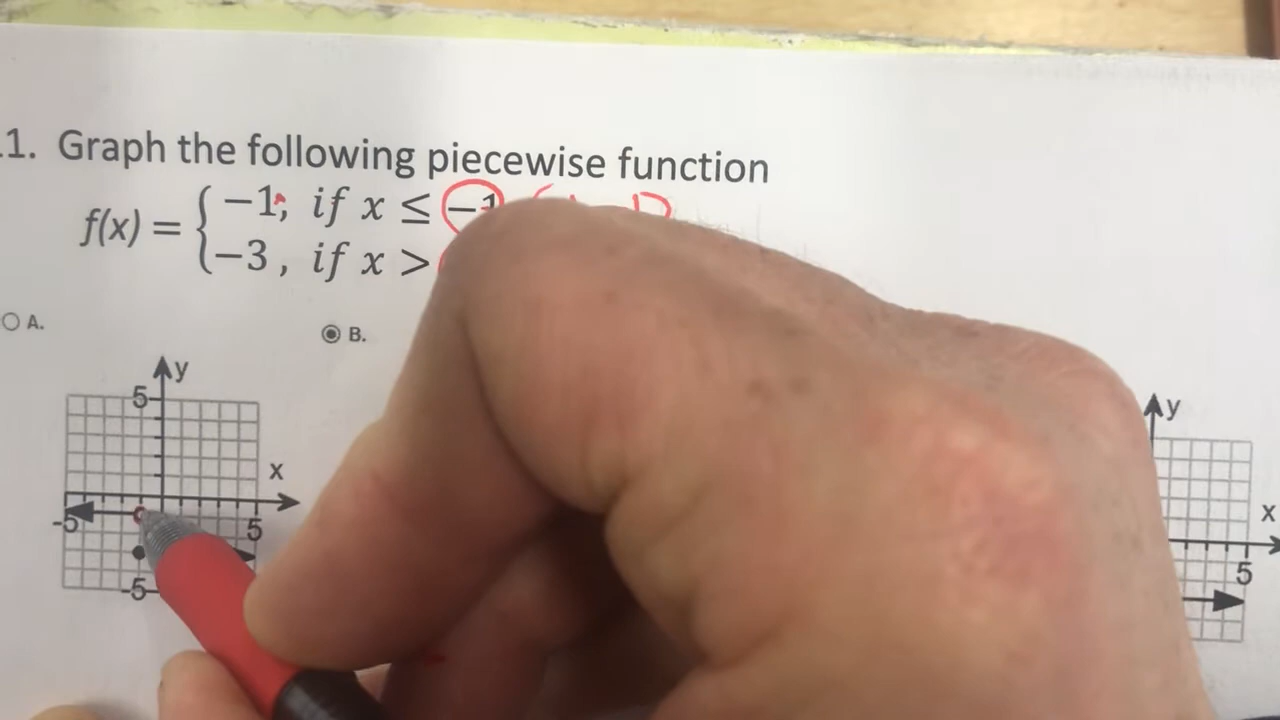 1. Graph the following piecewise function
f(x) = { −1, if x ≤ −1
−3, if x >
A.
B.
y
5
x
-5
5
-5
y
x
5